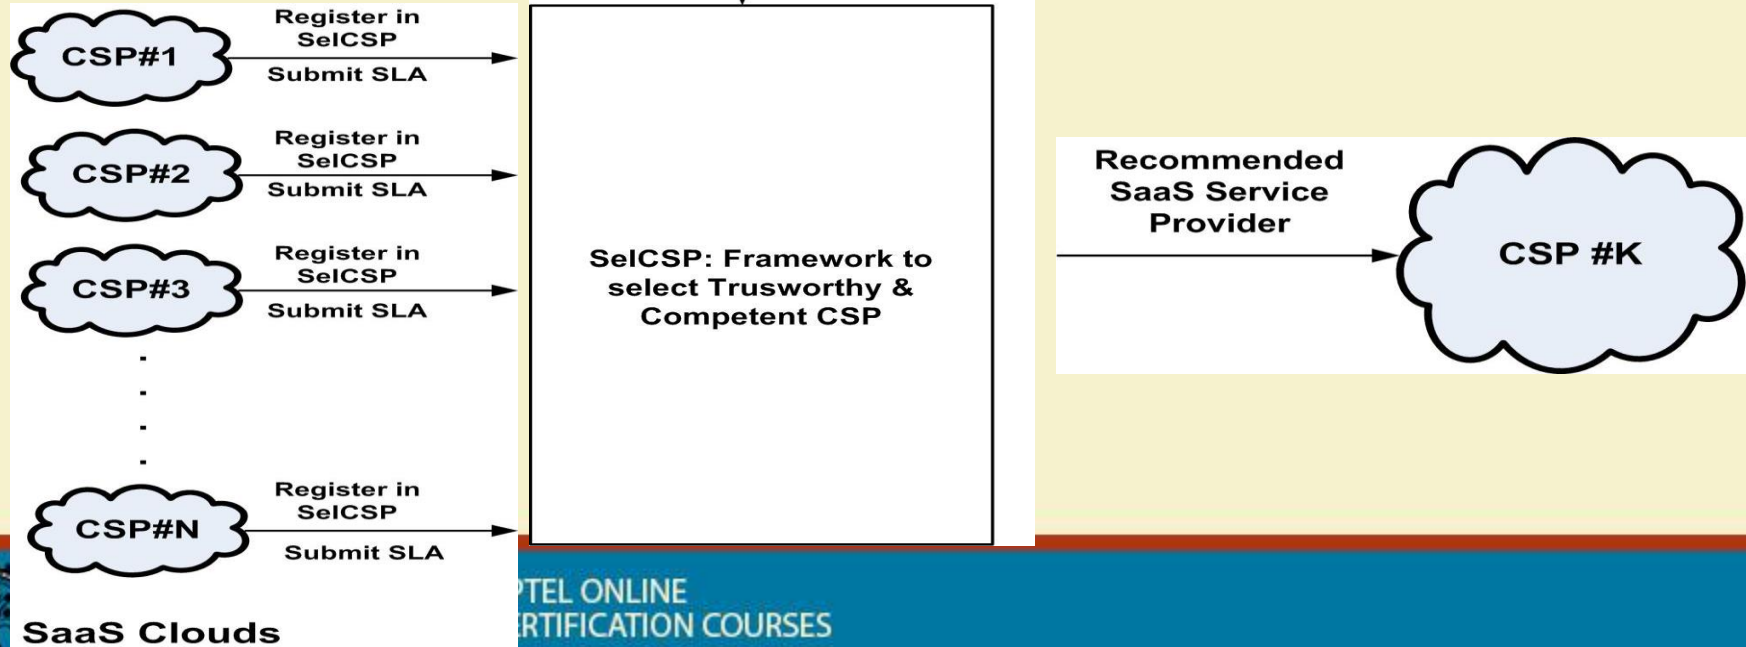 CSP#1
Register in
SelCSP
Submit SLA
CSP#2
Register in
SelCSP
Submit SLA
CSP#3
Register in
SelCSP
Submit SLA
CSP#N
Register in
SelCSP
Submit SLA
SaaS Clouds
SelCSP: Framework to
select Trusworthy &
Competent CSP
Recommended
SaaS Service
Provider
CSP #K
PTEL ONLINE
ERTIFICATION COURSES